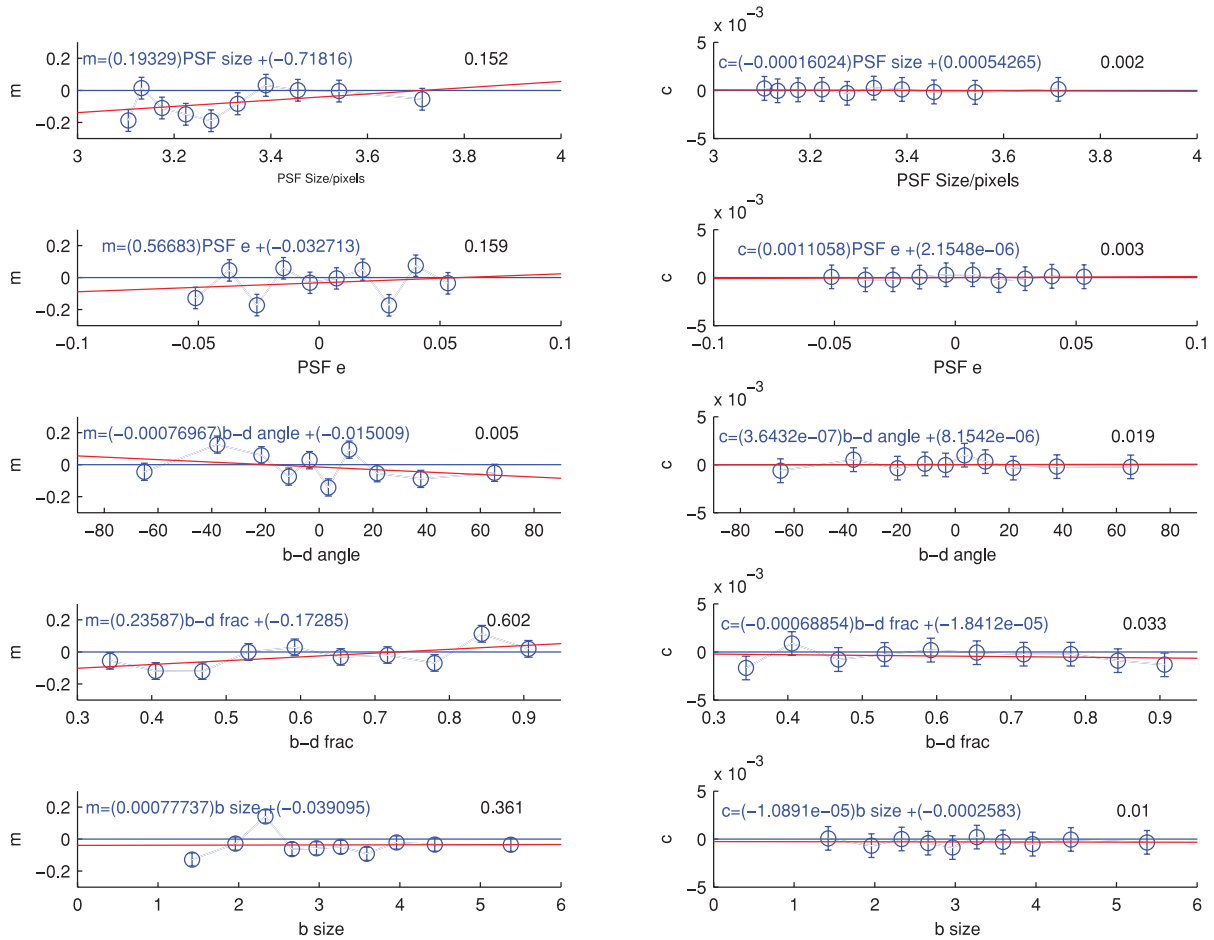 m=(0.19329)PSF size +(-0.71816) 0.152
0.2
0
-0.2
m
3 3.2 3.4 3.6 3.8 4
PSF Size/pixels
x 10^-3
c=(-0.00016024)PSF size +(0.00054265) 0.002
5
0
-5
c
3 3.2 3.4 3.6 3.8 4
PSF Size/pixels
m=(0.56683)PSF e +(-0.032713) 0.159
0.2
0
-0.2
m
-0.1 -0.05 0 0.05 0.1
PSF e
x 10^-3
c=(0.0011058)PSF e +(2.1548e-06) 0.003
5
0
-5
c
-0.1 -0.05 0 0.05 0.1
PSF e
m=(-0.00076967)b-d angle +(-0.015009) 0.005
0.2
0
-0.2
m
-80 -60 -40 -20 0 20 40 60 80
b-d angle
x 10^-3
c=(3.6432e-07)b-d angle +(8.1542e-06) 0.019
5
0
-5
c
-80 -60 -40 -20 0 20 40 60 80
b-d angle
m=(0.23587)b-d frac +(-0.17285) 0.602
0.2
0
-0.2
m
0.3 0.4 0.5 0.6 0.7 0.8 0.9
b-d frac
x 10^-3
c=(-0.00068854)b-d frac +(-1.8412e-05) 0.033
5
0
-5
c
0.3 0.4 0.5 0.6 0.7 0.8 0.9
b-d frac
m=(0.00077737)b size +(-0.039095) 0.361
0.2
0
-0.2
m
0 1 2 3 4 5 6
b size
x 10^-3
c=(-1.0891e-05)b size +(-0.0002583) 0.01
5
0
-5
c
0 1 2 3 4 5 6
b size